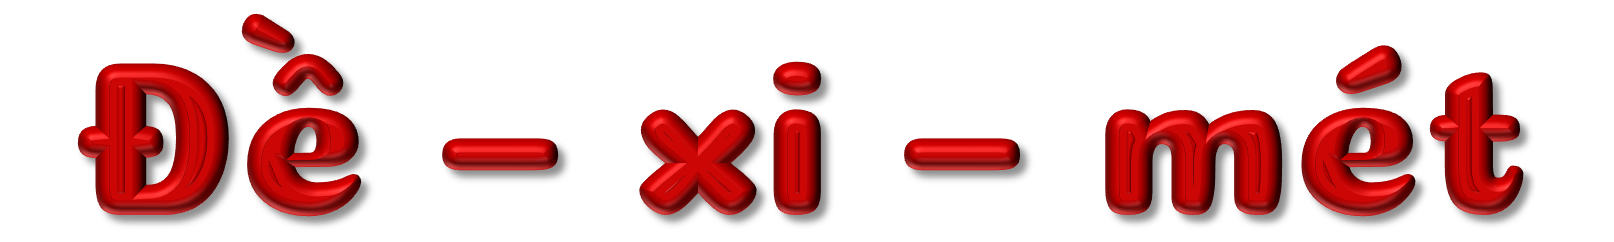 Đề – xi – mét